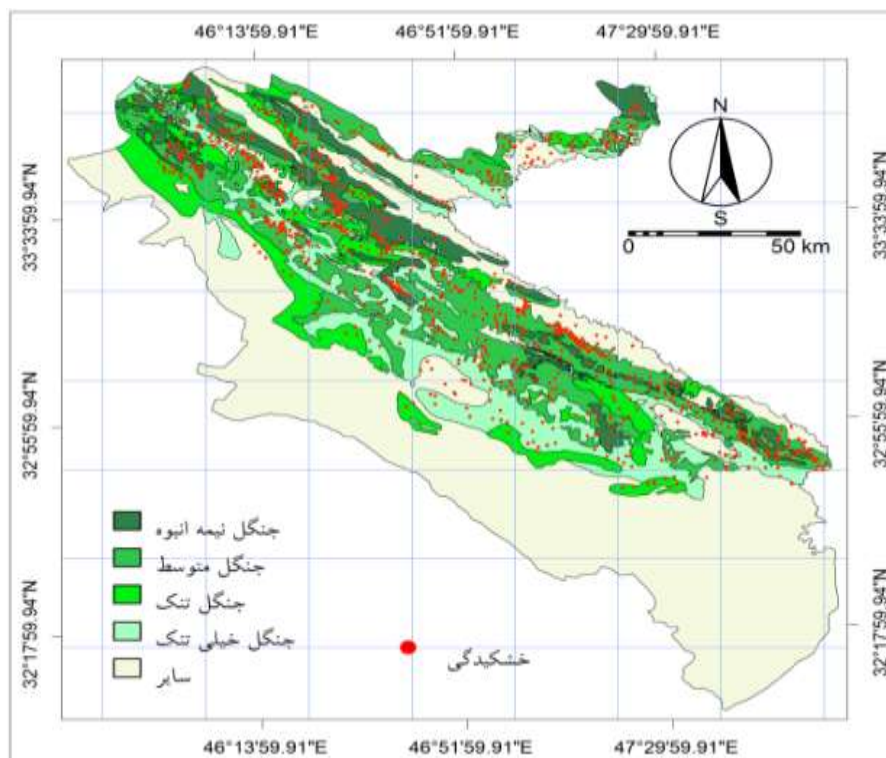 46°13'59.91"E 46°51'59.91"E 47°29'59.91"E
N
S
0 50 km
33°33'59.94"N 33°33'59.94"N
32°55'59.94"N 32°55'59.94"N
32°17'59.94"N 32°17'59.94"N
جنگل نیمه انبوه
جنگل متوسط
جنگل تنک
جنگل خیلی تنک
سایر
خشکیدگی
46°13'59.91"E 46°51'59.91"E 47°29'59.91"E